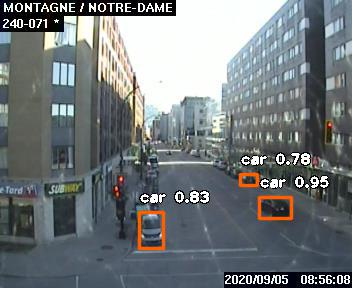 MONTAGNE / NOTRE-DAME
240-071 *
car 0.78
car 0.95
car 0.83
Tard
SUBWAY
2020/09/05 08:56:08